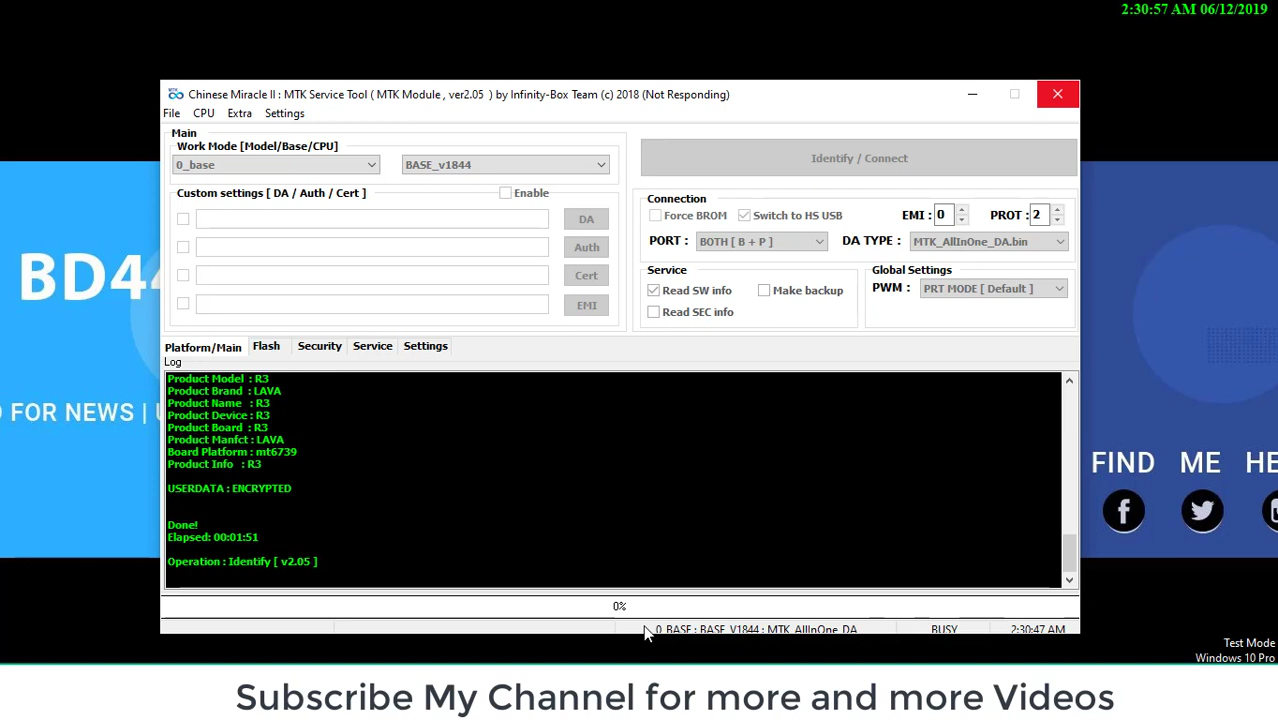 2:30:57 AM 06/12/2019
Chinese Miracle II : MTK Service Tool ( MTK Module , ver2.05 ) by Infinity-Box Team (c) 2018 (Not Responding)
File CPU Extra Settings
Main
Work Mode [Model/Base/CPU]
0_base BASE_v1844
Identify / Connect
Custom settings [ DA / Auth / Cert ] Enable
DA
Auth
Cert
EMI
Connection
Force BROM Switch to HS USB EMI : 0 PROT : 2
PORT : BOTH [ B + P ] DA TYPE : MTK_AllInOne_DA.bin
Service
Read SW info Make backup
Read SEC info
Global Settings
PWM : PRT MODE [ Default ]
Platform/Main Flash Security Service Settings
Log
Product Model : R3
Product Brand : LAVA
Product Name : R3
Product Device : R3
Product Board : R3
Product Manfct : LAVA
Board Platform : mt6739
Product Info : R3
USERDATA : ENCRYPTED
Done!
Elapsed: 00:01:51
Operation : Identify [ v2.05 ]
0%
0_BASE : BASE_V1844 : MTK_AllInOne_DA BUSY 2:30:47 AM
BD44
FOR NEWS |
FIND ME HE
Test Mode
Windows 10 Pro
Subscribe My Channel for more and more Videos